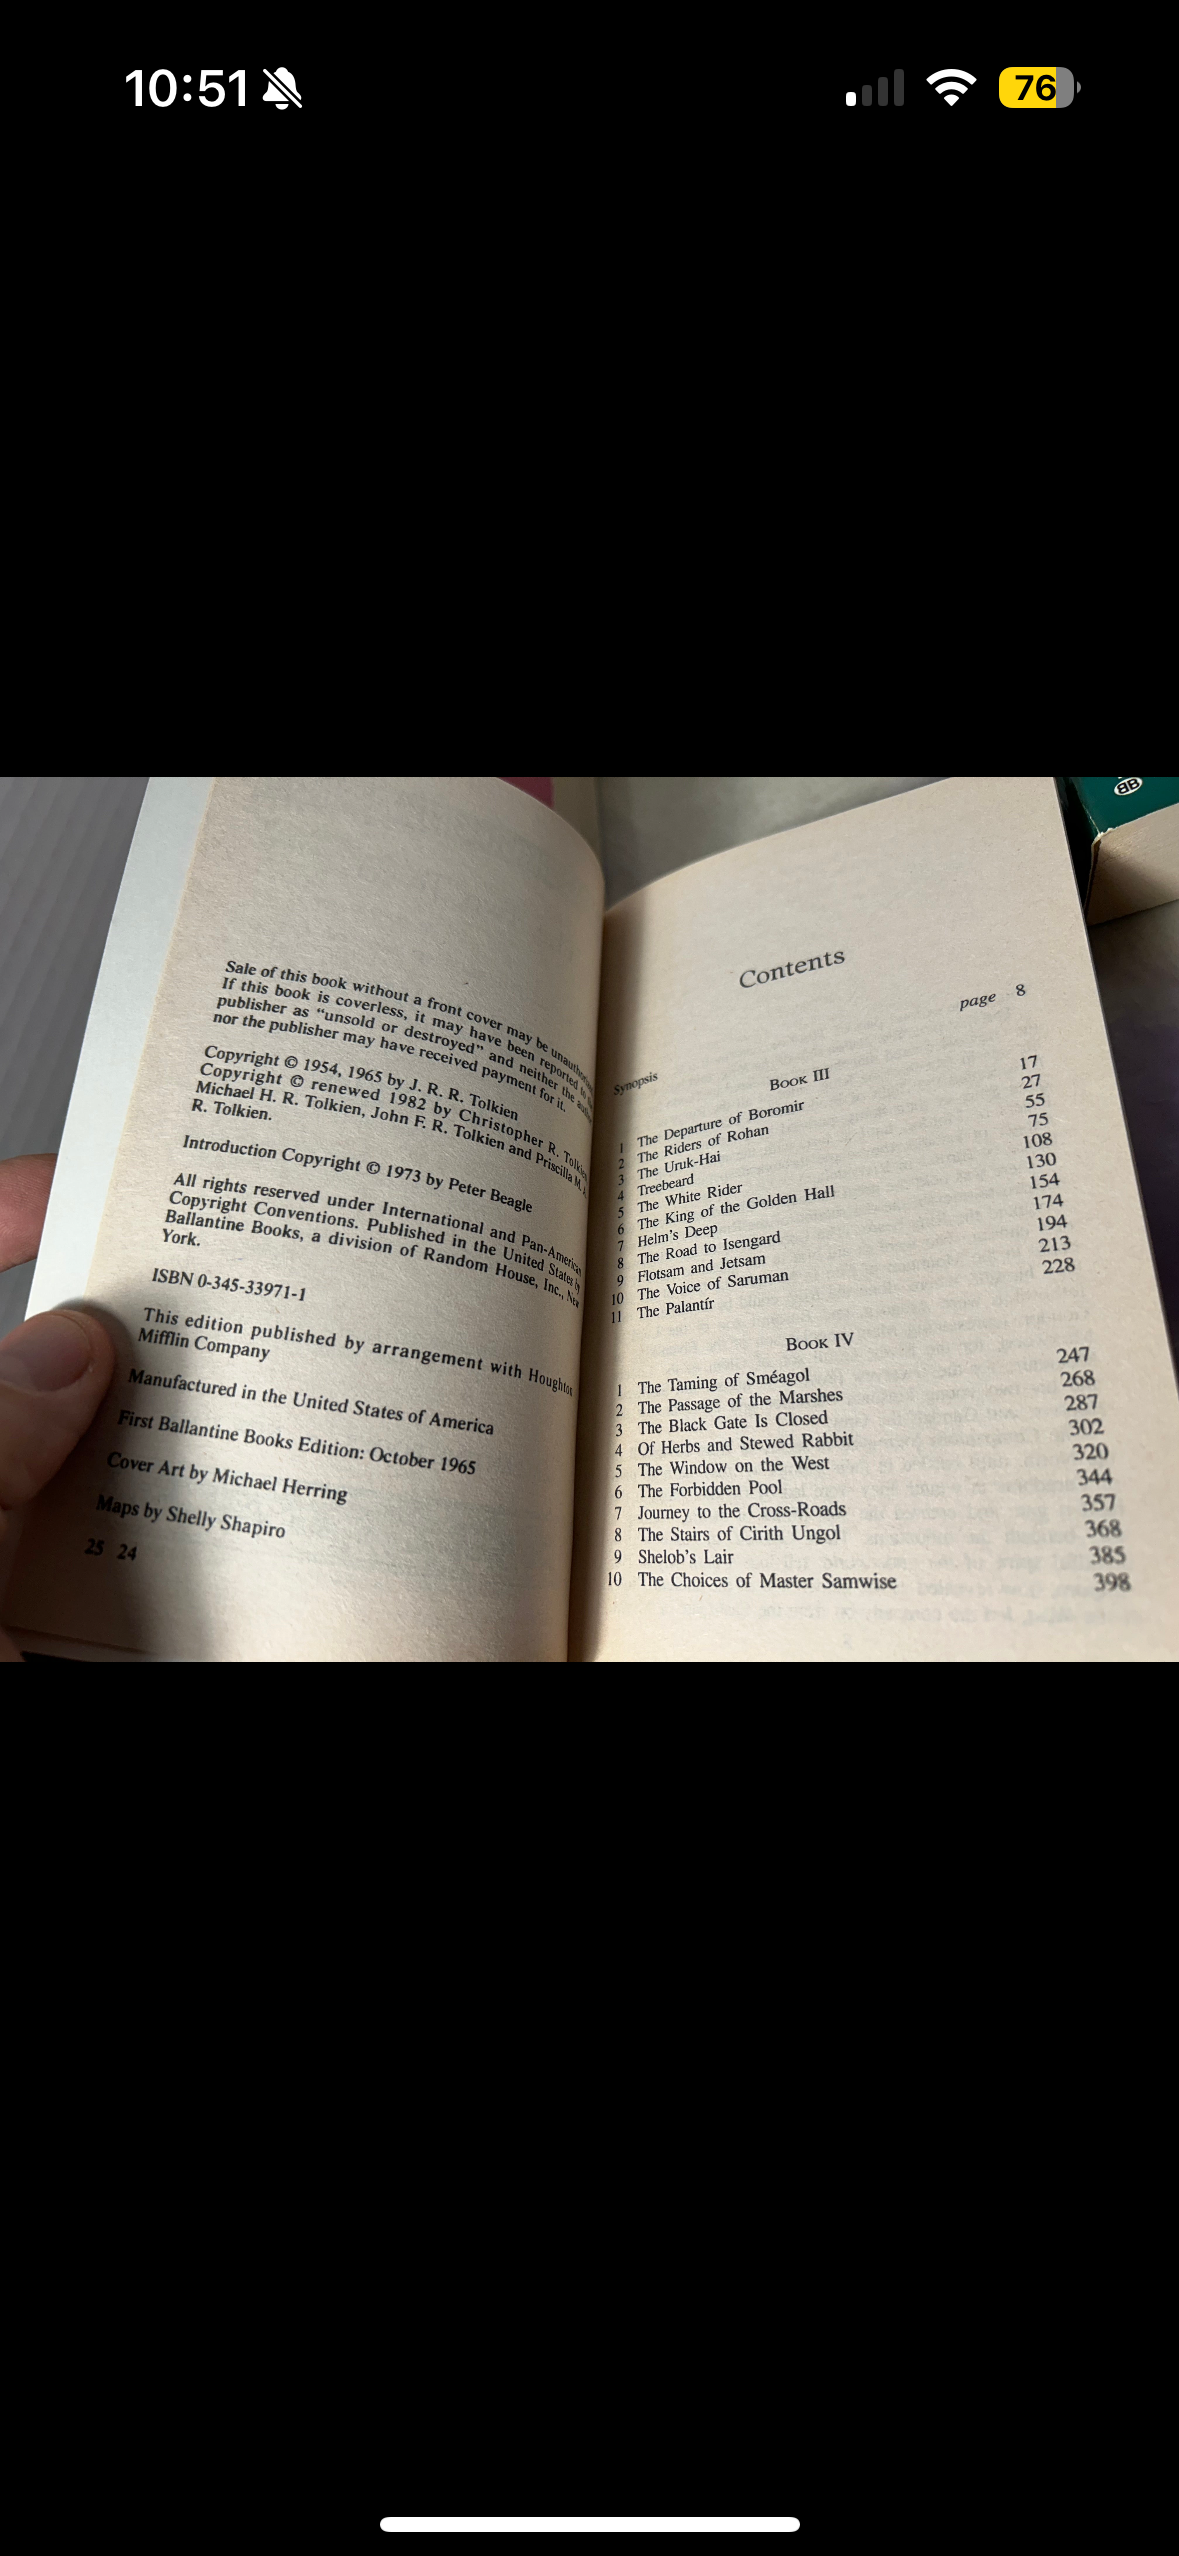 10:51
76
BB
Sale of this book without a front cover may be
If this book is coverless, it may have been reported to
publisher as "unsold or destroyed" and neither the
nor the publisher may have received payment for it.
Copyright © 1954, 1965 by J. R. R. Tolkien
Copyright © renewed 1982 by Christopher R. Tolkien
Michael H. R. Tolkien, John F. R. Tolkien and Priscilla M. A.
R. Tolkien.
Introduction Copyright © 1973 by Peter Beagle
All rights reserved under International and Pan-American
Copyright Conventions. Published in the United States by
Ballantine Books, a division of Random House, Inc., New
York.
ISBN 0-345-33971-1
This edition published by arrangement with Houghton
Mifflin Company
Manufactured in the United States of America
First Ballantine Books Edition: October 1965
Cover Art by Michael Herring
Maps by Shelly Shapiro
25 24
Contents
page 8
Synopsis
BOOK III
1 The Departure of Boromir 17
2 The Riders of Rohan 27
3 The Uruk-Hai 55
4 Treebeard 75
5 The White Rider 108
6 The King of the Golden Hall 130
7 Helm's Deep 154
8 The Road to Isengard 174
9 Flotsam and Jetsam 194
10 The Voice of Saruman 213
11 The Palantír 228
BOOK IV
1 The Taming of Sméagol 247
2 The Passage of the Marshes 268
3 The Black Gate Is Closed 287
4 Of Herbs and Stewed Rabbit 302
5 The Window on the West 320
6 The Forbidden Pool 344
7 Journey to the Cross-Roads 357
8 The Stairs of Cirith Ungol 368
9 Shelob's Lair 385
10 The Choices of Master Samwise 398